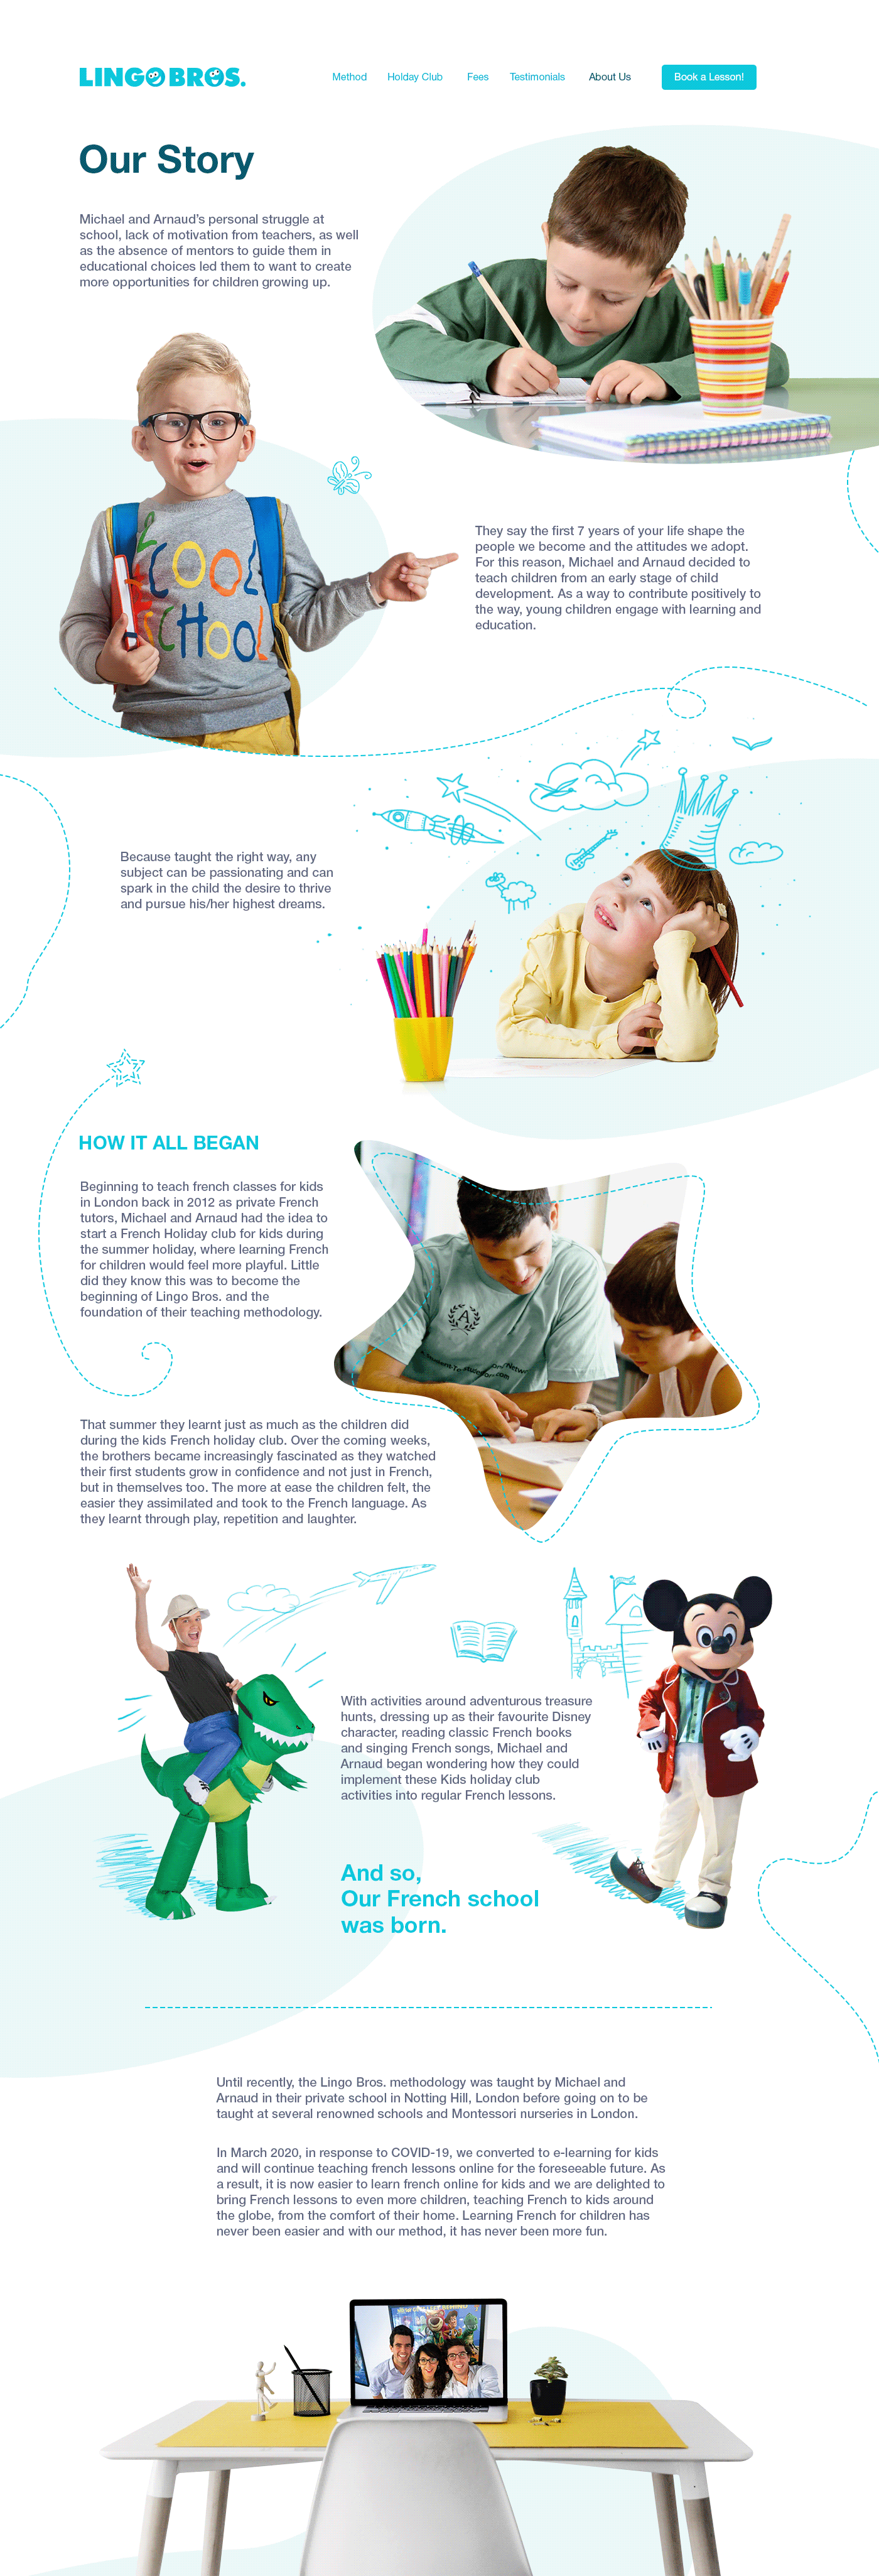 LINGO BROS.
Method Holday Club Fees Testimonials About Us Book a Lesson!
Our Story
Michael and Arnaud's personal struggle at
school, lack of motivation from teachers, as well
as the absence of mentors to guide them in
educational choices led them to want to create
more opportunities for children growing up.
COOL
SCHOOL
They say the first 7 years of your life shape the
people we become and the attitudes we adopt.
For this reason, Michael and Arnaud decided to
teach children from an early stage of child
development. As a way to contribute positively to
the way, young children engage with learning and
education.
Because taught the right way, any
subject can be passionating and can
spark in the child the desire to thrive
and pursue his/her highest dreams.
HOW IT ALL BEGAN
Beginning to teach french classes for kids
in London back in 2012 as private French
tutors, Michael and Arnaud had the idea to
start a French Holiday club for kids during
the summer holiday, where learning French
for children would feel more playful. Little
did they know this was to become the
beginning of Lingo Bros. and the
foundation of their teaching methodology.
A
That summer they learnt just as much as the children did
during the kids French holiday club. Over the coming weeks,
the brothers became increasingly fascinated as they watched
their first students grow in confidence and not just in French,
but in themselves too. The more at ease the children felt, the
easier they assimilated and took to the French language. As
they learnt through play, repetition and laughter.
With activities around adventurous treasure
hunts, dressing up as their favourite Disney
character, reading classic French books
and singing French songs, Michael and
Arnaud began wondering how they could
implement these Kids holiday club
activities into regular French lessons.
And so,
Our French school
was born.
Until recently, the Lingo Bros. methodology was taught by Michael and
Arnaud in their private school in Notting Hill, London before going on to be
taught at several renowned schools and Montessori nurseries in London.
In March 2020, in response to COVID-19, we converted to e-learning for kids
and will continue teaching french lessons online for the foreseeable future. As
a result, it is now easier to learn french online for kids and we are delighted to
bring French lessons to even more children, teaching French to kids around
the globe, from the comfort of their home. Learning French for children has
never been easier and with our method, it has never been more fun.